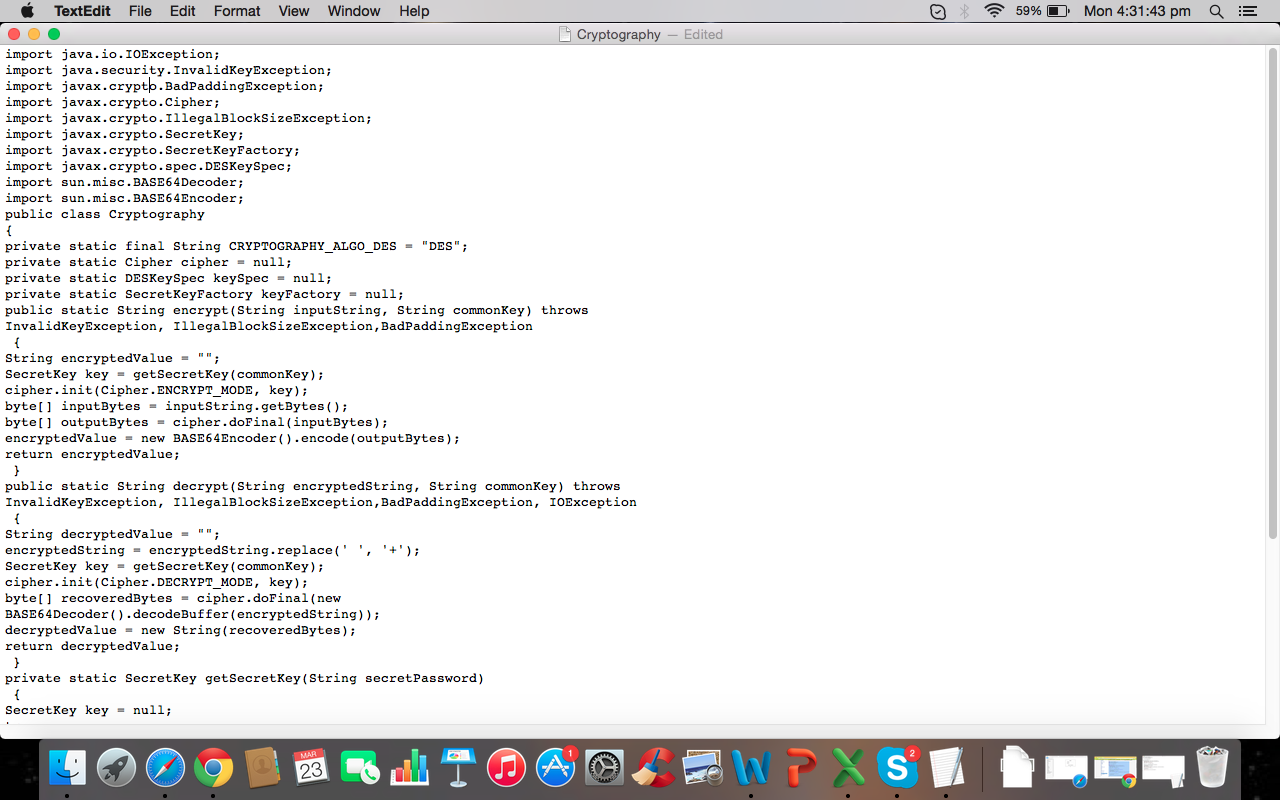 TextEdit File Edit Format View Window Help 59% Mon 4:31:43 pm
Cryptography — Edited
import java.io.IOException;
import java.security.InvalidKeyException;
import javax.crypto.BadPaddingException;
import javax.crypto.Cipher;
import javax.crypto.IllegalBlockSizeException;
import javax.crypto.SecretKey;
import javax.crypto.SecretKeyFactory;
import javax.crypto.spec.DESKeySpec;
import sun.misc.BASE64Decoder;
import sun.misc.BASE64Encoder;
public class Cryptography
{
private static final String CRYPTOGRAPHY_ALGO_DES = "DES";
private static Cipher cipher = null;
private static DESKeySpec keySpec = null;
private static SecretKeyFactory keyFactory = null;
public static String encrypt(String inputString, String commonKey) throws
InvalidKeyException, IllegalBlockSizeException,BadPaddingException
{
String encryptedValue = "";
SecretKey key = getSecretKey(commonKey);
cipher.init(Cipher.ENCRYPT_MODE, key);
byte[] inputBytes = inputString.getBytes();
byte[] outputBytes = cipher.doFinal(inputBytes);
encryptedValue = new BASE64Encoder().encode(outputBytes);
return encryptedValue;
}
public static String decrypt(String encryptedString, String commonKey) throws
InvalidKeyException, IllegalBlockSizeException,BadPaddingException, IOException
{
String decryptedValue = "";
encryptedString = encryptedString.replace(' ', '+');
SecretKey key = getSecretKey(commonKey);
cipher.init(Cipher.DECRYPT_MODE, key);
byte[] recoveredBytes = cipher.doFinal(new
BASE64Decoder().decodeBuffer(encryptedString));
decryptedValue = new String(recoveredBytes);
return decryptedValue;
}
private static SecretKey getSecretKey(String secretPassword)
{
SecretKey key = null;
MAR
23
1
2